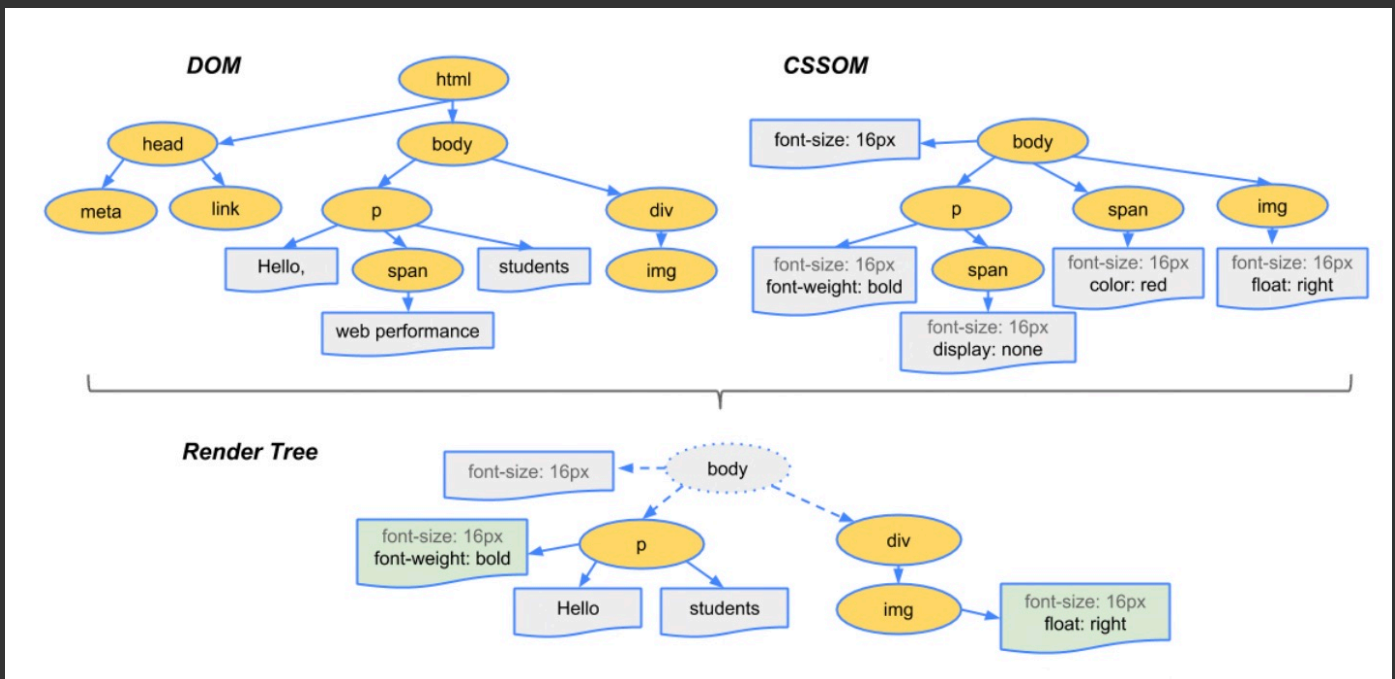 DOM
html
head
body
meta
link
p
div
Hello,
span
students
img
web performance
CSSOM
font-size: 16px
body
p
span
img
font-size: 16px
font-weight: bold
span
font-size: 16px
color: red
font-size: 16px
float: right
font-size: 16px
display: none
Render Tree
font-size: 16px
body
font-size: 16px
font-weight: bold
p
div
Hello
students
img
font-size: 16px
float: right